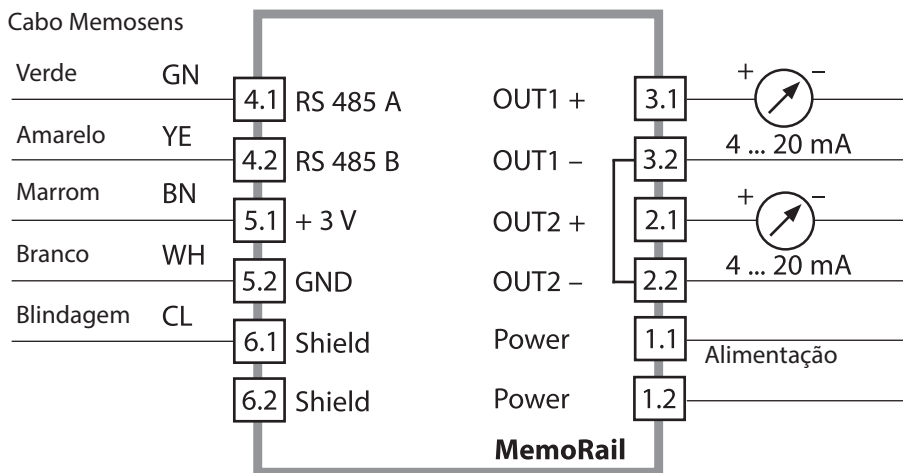 Cabo Memosens
Verde GN
4.1 RS 485 A
OUT1 + 3.1
+ –
4 ... 20 mA
Amarelo YE
4.2 RS 485 B
OUT1 – 3.2
Marrom BN
5.1 + 3 V
OUT2 + 2.1
+ –
4 ... 20 mA
Branco WH
5.2 GND
OUT2 – 2.2
Blindagem CL
6.1 Shield
Power 1.1
Alimentação
6.2 Shield
Power 1.2
MemoRail